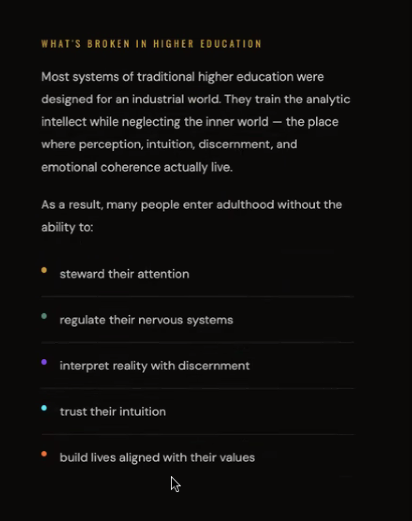 WHAT'S BROKEN IN HIGHER EDUCATION
Most systems of traditional higher education were
designed for an industrial world. They train the analytic
intellect while neglecting the inner world — the place
where perception, intuition, discernment, and
emotional coherence actually live.
As a result, many people enter adulthood without the
ability to:
steward their attention
regulate their nervous systems
interpret reality with discernment
trust their intuition
build lives aligned with their values